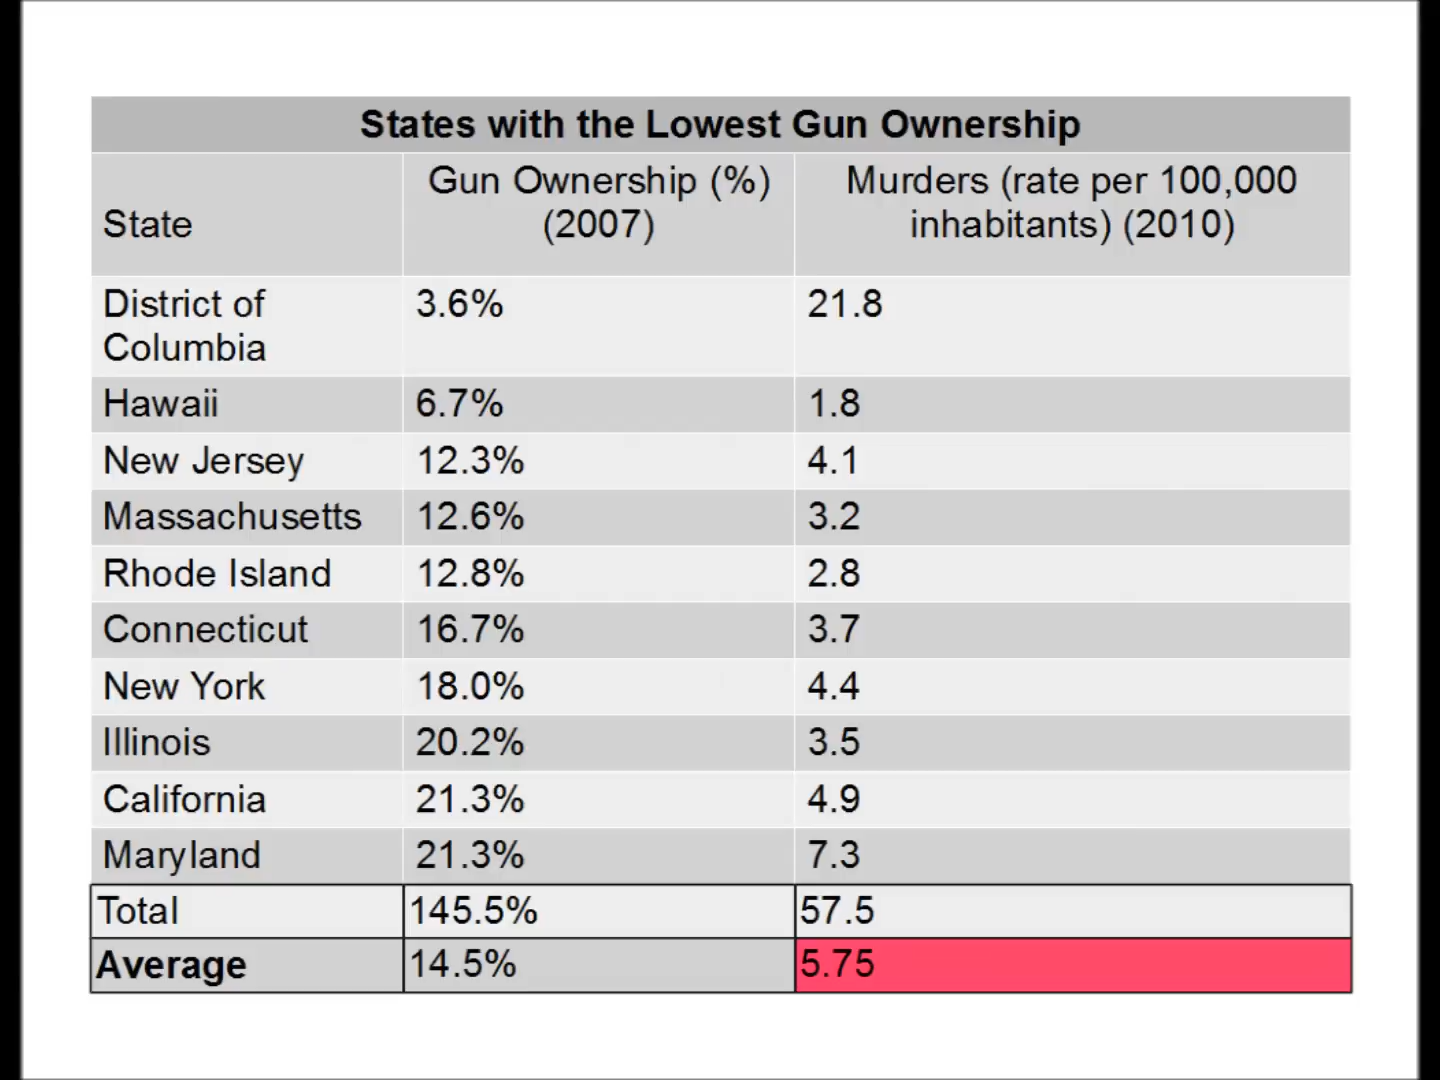 States with the Lowest Gun Ownership
State
Gun Ownership (%)
(2007)
Murders (rate per 100,000
inhabitants) (2010)
District of
Columbia
3.6%
21.8
Hawaii
6.7%
1.8
New Jersey
12.3%
4.1
Massachusetts
12.6%
3.2
Rhode Island
12.8%
2.8
Connecticut
16.7%
3.7
New York
18.0%
4.4
Illinois
20.2%
3.5
California
21.3%
4.9
Maryland
21.3%
7.3
Total
145.5%
57.5
Average
14.5%
5.75